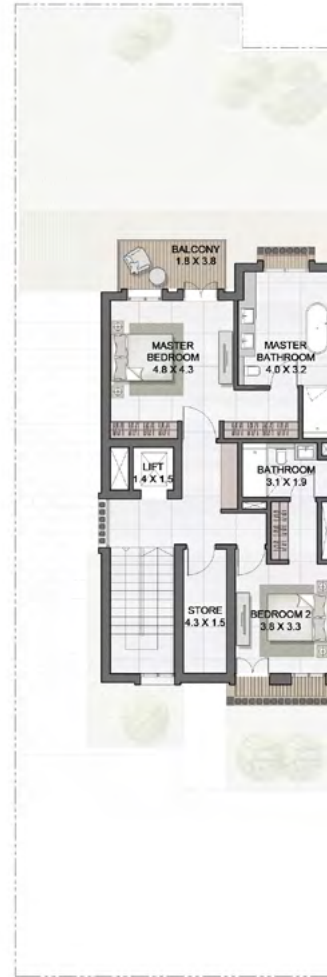 BALCONY
1.8 X 3.8
MASTER
BEDROOM
4.8 X 4.3
MASTER
BATHROOM
4.0 X 3.2
LIFT
1.4 X 1.5
BATHROOM
3.1 X 1.9
STORE
4.3 X 1.5
BEDROOM 2
3.8 X 3.3